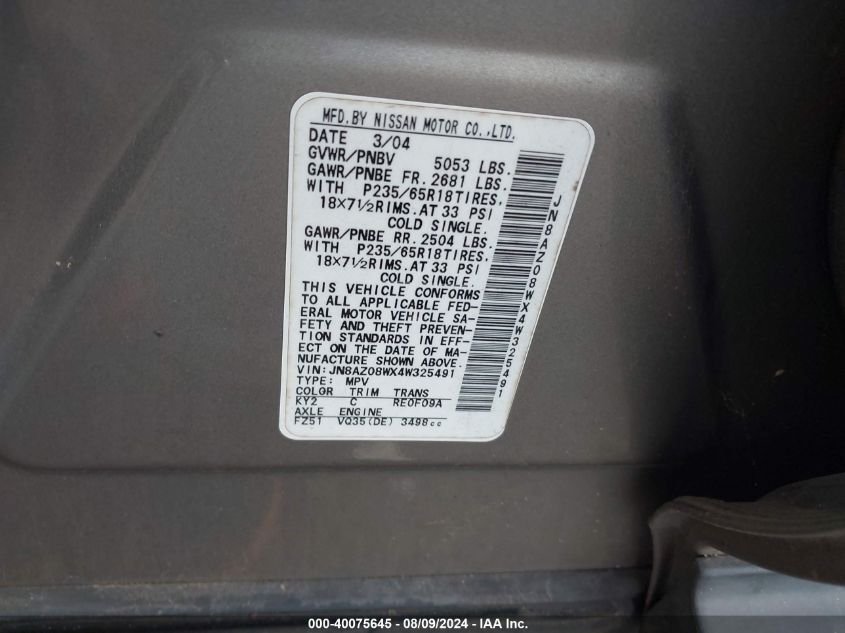 MFD.BY NISSAN MOTOR CO.,LTD.
DATE 3/04
GVWR/PNBV 5053 LBS.
GAWR/PNBE FR. 2681 LBS.
WITH P235/65R18TIRES,
18×7½RIMS.AT 33 PSI
COLD SINGLE.
GAWR/PNBE RR. 2504 LBS.
WITH P235/65R18TIRES,
18×7½RIMS.AT 33 PSI
COLD SINGLE.
THIS VEHICLE CONFORMS
TO ALL APPLICABLE FED-
ERAL MOTOR VEHICLE SA-
FETY AND THEFT PREVEN-
TION STANDARDS IN EFF-
ECT ON THE DATE OF MA-
NUFACTURE SHOWN ABOVE.
VIN: JN8AZ08WX4W325491
TYPE: MPV
COLOR TRIM TRANS
KY2 C RE0F09A
AXLE ENGINE
FZ51 VQ35(DE) 3498cc
JN8AZ08WX4W325491
000-40075645 - 08/09/2024 - IAA Inc.